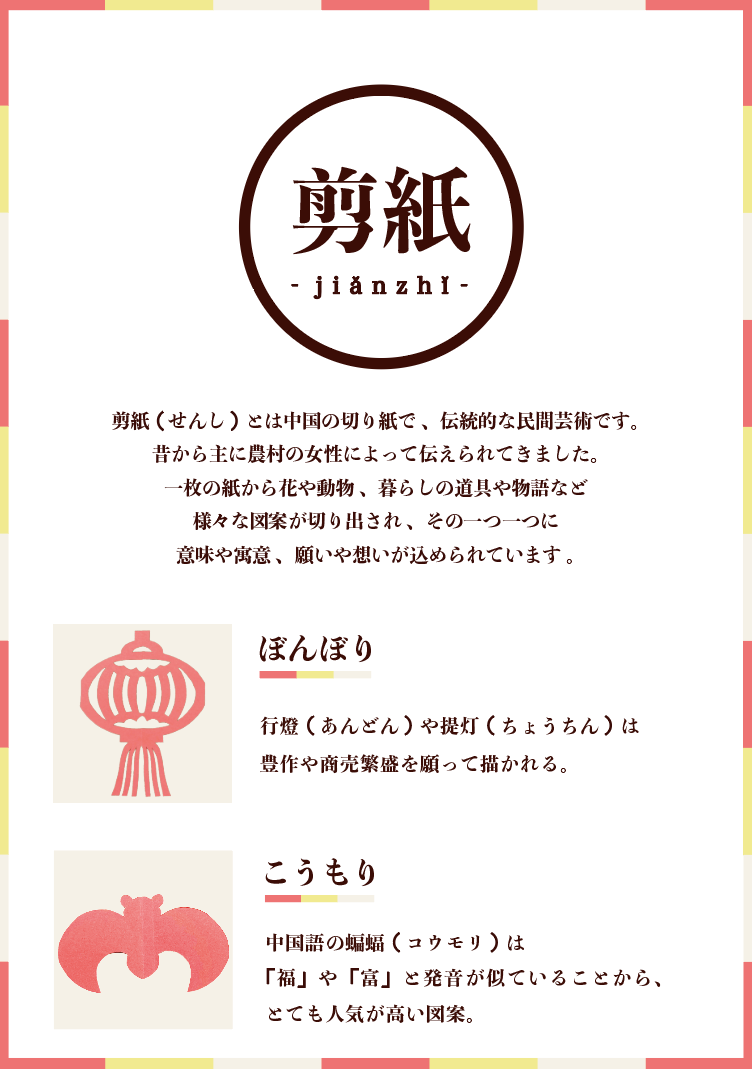 剪紙
- jiǎnzhǐ -
剪紙（せんし）とは中国の切り紙で、伝統的な民間芸術です。
昔から主に農村の女性によって伝えられてきました。
一枚の紙から花や動物、暮らしの道具や物語など
様々な図案が切り出され、その一つ一つに
意味や寓意、願いや想いが込められています。
ぼんぼり
行燈（あんどん）や提灯（ちょうちん）は
豊作や商売繁盛を願って描かれる。
こうもり
中国語の蝙蝠（コウモリ）は
「福」や「富」と発音が似ていることから、
とても人気が高い図案。